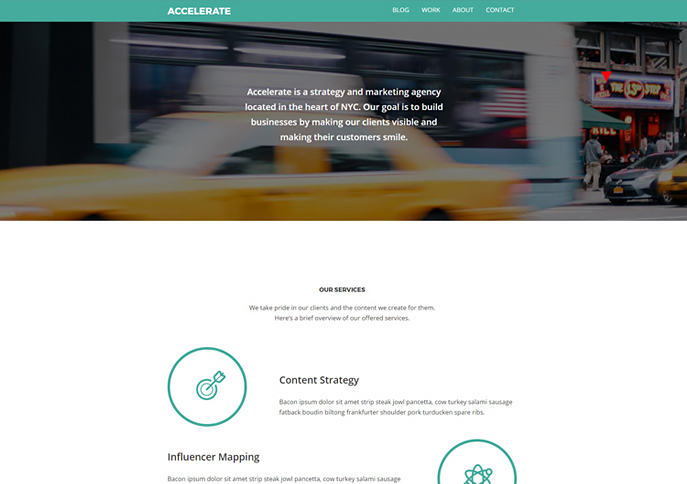 ACCELERATE
BLOG WORK ABOUT CONTACT
Accelerate is a strategy and marketing agency
located in the heart of NYC. Our goal is to build
businesses by making our clients visible and
making their customers smile.
THE 13th STEP
GRILL
OUR SERVICES
We take pride in our clients and the content we create for them.
Here's a brief overview of our offered services.
Content Strategy
Bacon ipsum dolor sit amet strip steak jowl pancetta, cow turkey salami sausage
fatback boudin biltong frankfurter shoulder pork turducken spare ribs.
Influencer Mapping
Bacon ipsum dolor sit amet strip steak jowl pancetta, cow turkey salami sausage